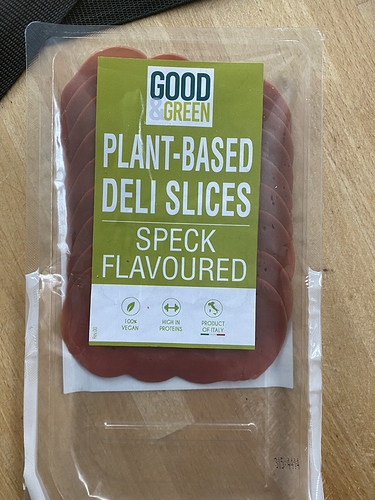 GOOD
&GREEN
PLANT-BASED
DELI SLICES
SPECK
FLAVOURED
100%
VEGAN
HIGH IN
PROTEINS
PRODUCT
OF ITALY